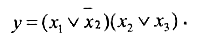 y = (x₁ ∨ x̄₂)(x₂ ∨ x₃).